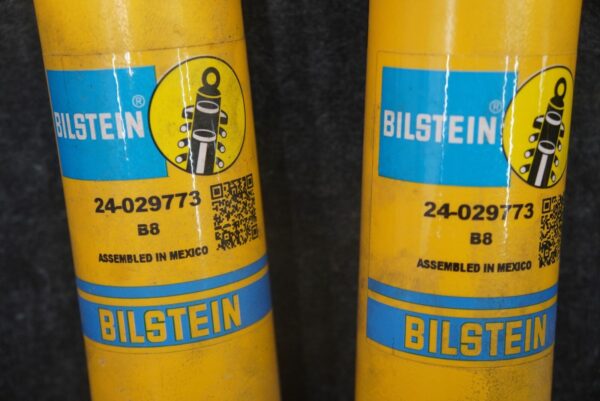 BILSTEIN®
24-029773
B8
ASSEMBLED IN MEXICO
BILSTEIN
BILSTEIN®
24-029773
B8
ASSEMBLED IN MEXICO
BILSTEIN